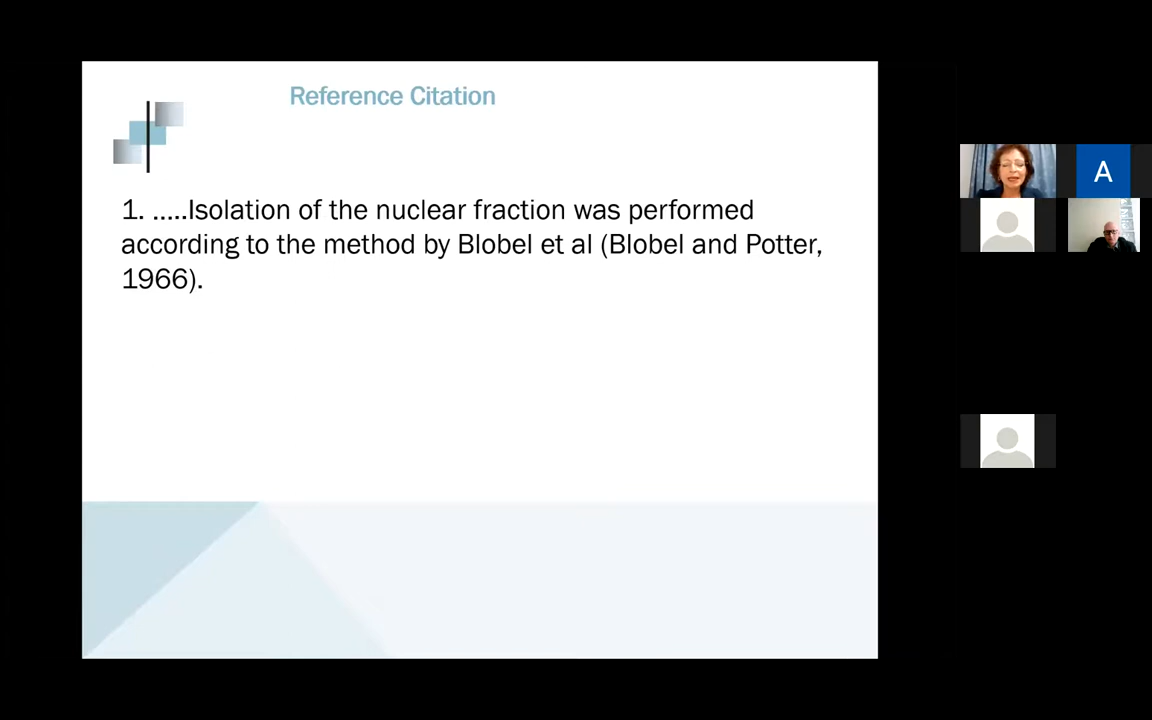 Reference Citation
1. .....Isolation of the nuclear fraction was performed
according to the method by Blobel et al (Blobel and Potter,
1966).
A